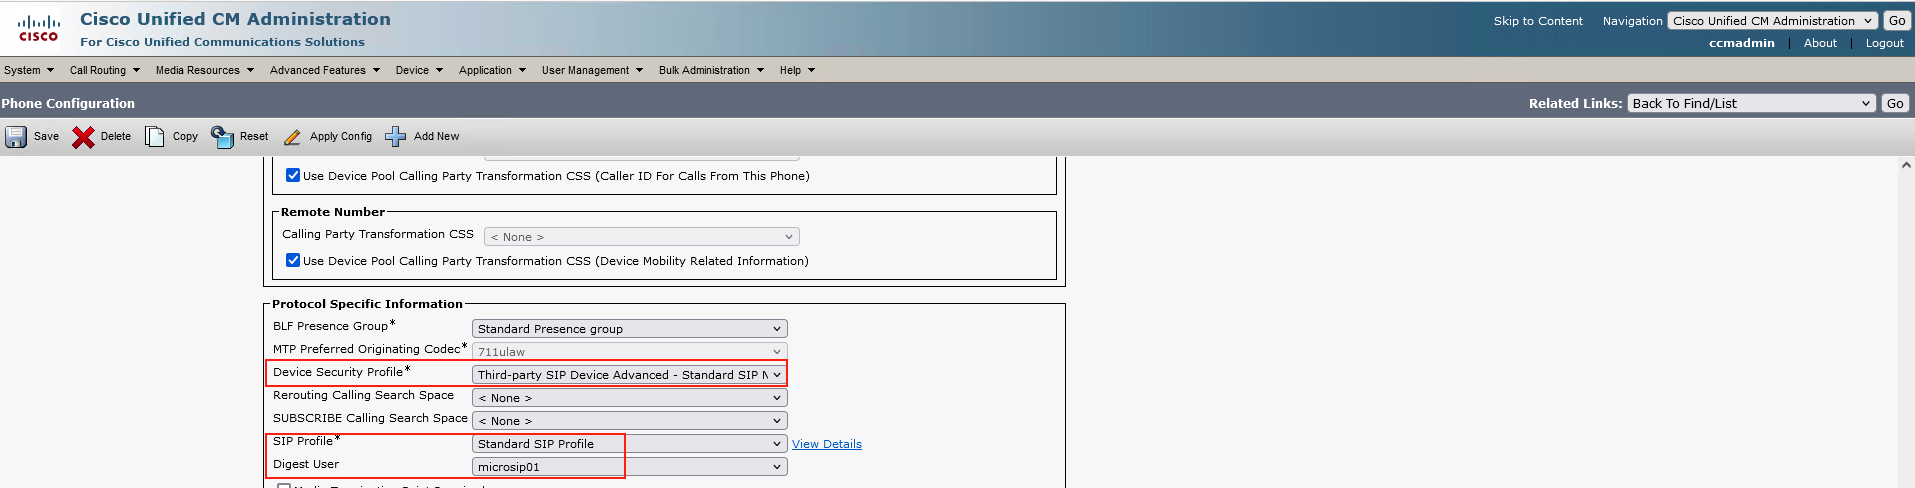 Cisco Unified CM Administration
For Cisco Unified Communications Solutions
CISCO
Skip to Content Navigation Cisco Unified CM Administration Go
ccmadmin | About | Logout
System Call Routing Media Resources Advanced Features Device Application User Management Bulk Administration Help
Phone Configuration
Related Links: Back To Find/List Go
Save Delete Copy Reset Apply Config Add New
Use Device Pool Calling Party Transformation CSS (Caller ID For Calls From This Phone)
Remote Number
Calling Party Transformation CSS < None >
Use Device Pool Calling Party Transformation CSS (Device Mobility Related Information)
Protocol Specific Information
BLF Presence Group* Standard Presence group
MTP Preferred Originating Codec* 711ulaw
Device Security Profile* Third-party SIP Device Advanced - Standard SIP N
Rerouting Calling Search Space < None >
SUBSCRIBE Calling Search Space < None >
SIP Profile* Standard SIP Profile View Details
Digest User microsip01